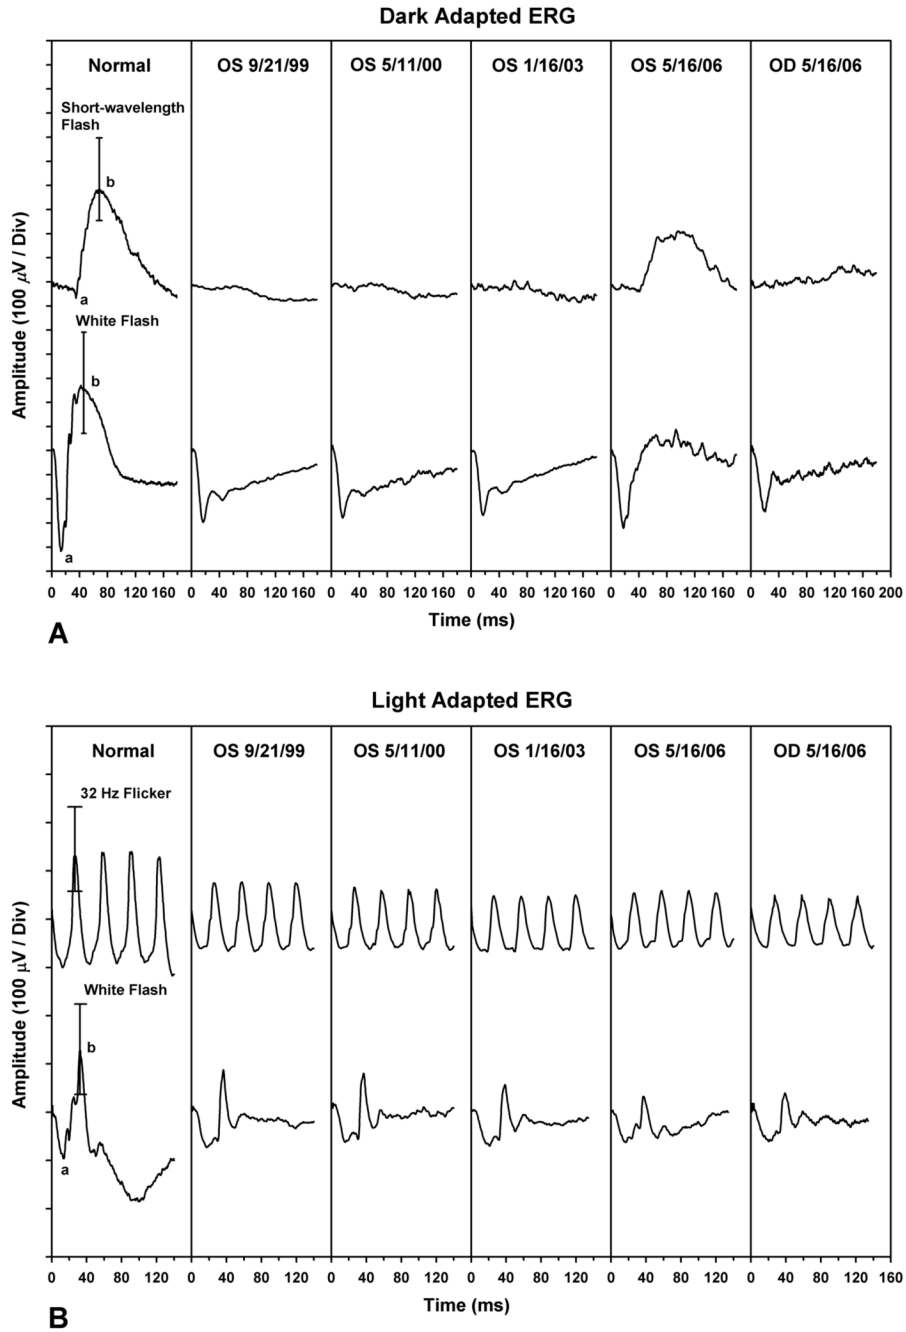 Dark Adapted ERG
A
Normal
OS 9/21/99
OS 5/11/00
OS 1/16/03
OS 5/16/06
OD 5/16/06
Short-wavelength
Flash
b
a
White Flash
b
a
Amplitude (100 μV / Div)
0 40 80 120 160
0 40 80 120 160
0 40 80 120 160
0 40 80 120 160
0 40 80 120 160
0 40 80 120 160 200
Time (ms)
A
Light Adapted ERG
Normal
OS 9/21/99
OS 5/11/00
OS 1/16/03
OS 5/16/06
OD 5/16/06
32 Hz Flicker
White Flash
b
a
Amplitude (100 μV / Div)
0 40 80 120
0 40 80 120
0 40 80 120
0 40 80 120
0 40 80 120
0 40 80 120 160
Time (ms)
B